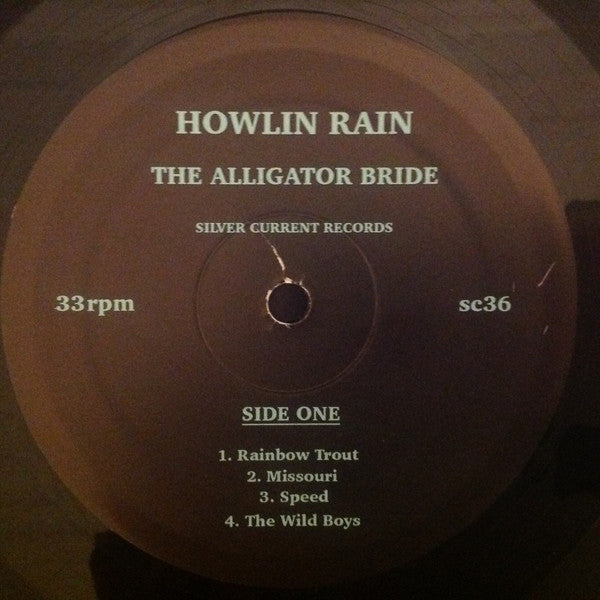 HOWLIN RAIN
THE ALLIGATOR BRIDE
SILVER CURRENT RECORDS
33rpm
sc36
SIDE ONE
1. Rainbow Trout
2. Missouri
3. Speed
4. The Wild Boys